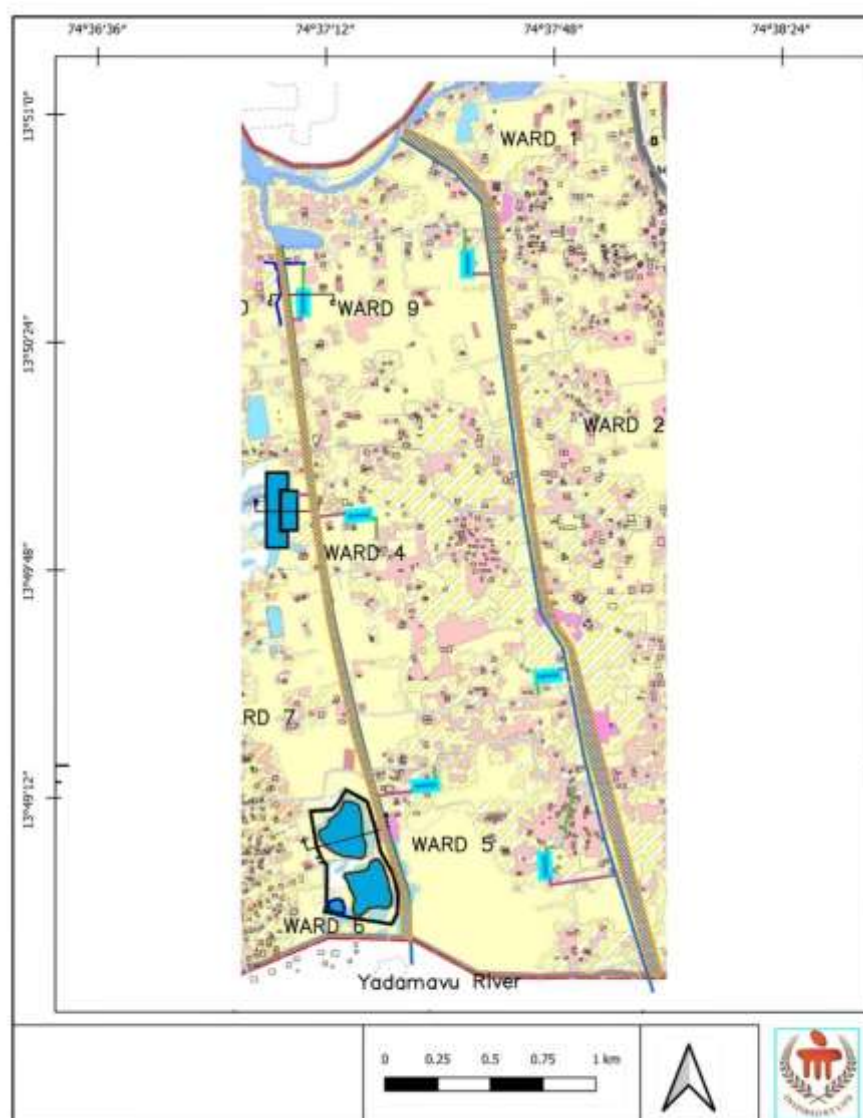 74°36'36" 74°37'12" 74°37'48" 74°38'24"
13°51'0"
WARD 1
WARD 9
13°50'24"
WARD 2
WARD 4
13°49'48"
RD 7
13°49'12"
WARD 5
WARD 6
Yadamavu River
0 0.25 0.5 0.75 1 km